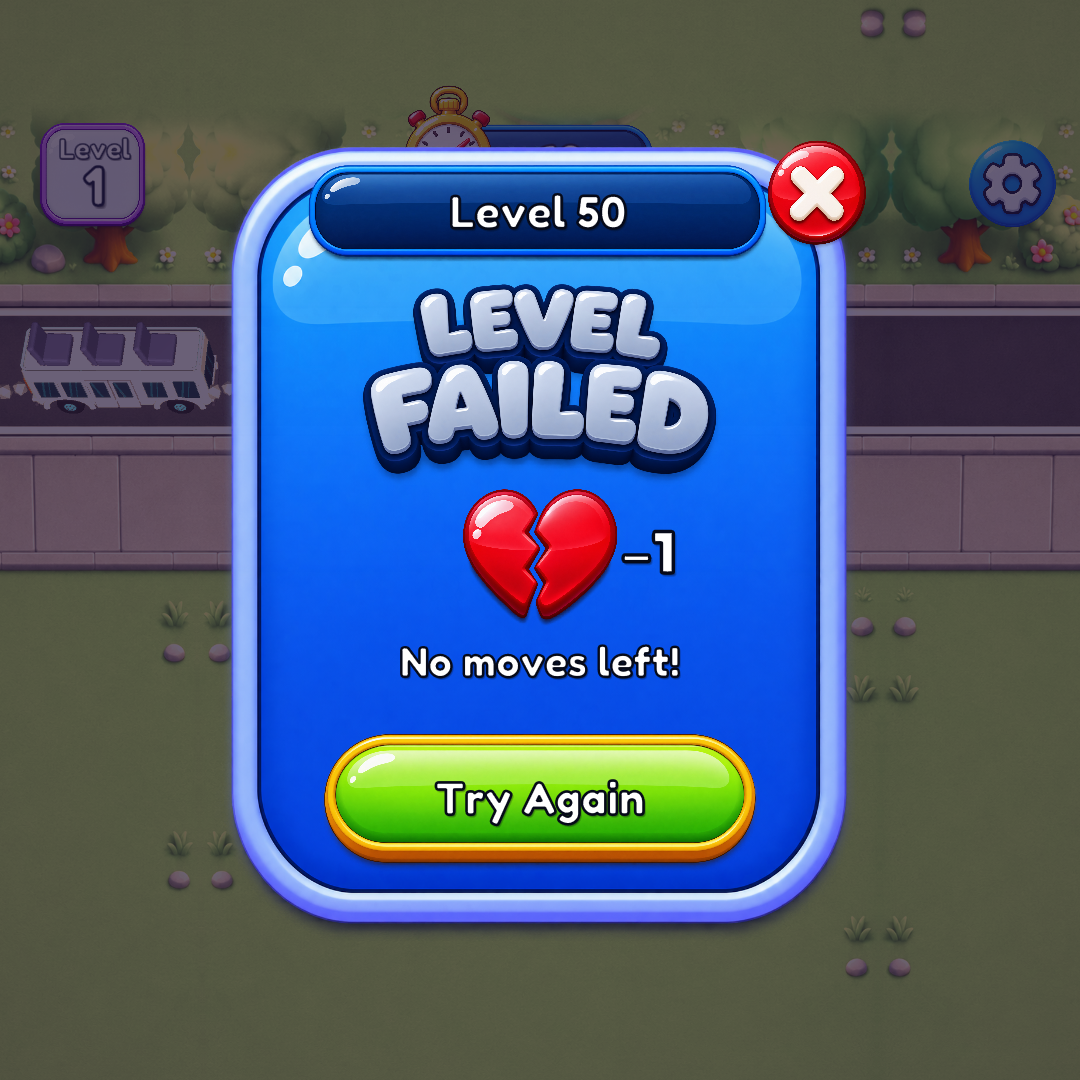 Level
1
Level 50
LEVEL
FAILED
–1
No moves left!
Try Again